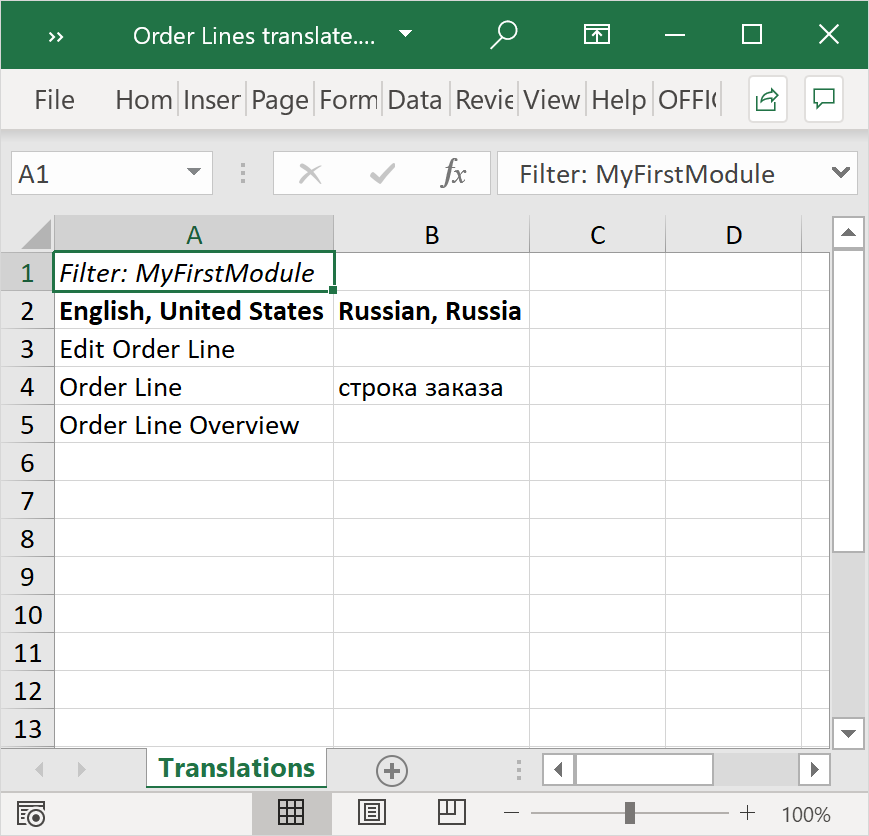 Order Lines translate....
File Hom Inser Page Form Data Revie View Help OFFI
A1 fx Filter: MyFirstModule
A B C D
1 Filter: MyFirstModule
2 English, United States Russian, Russia
3 Edit Order Line
4 Order Line строка заказа
5 Order Line Overview
6
7
8
9
10
11
12
13
Translations
100%